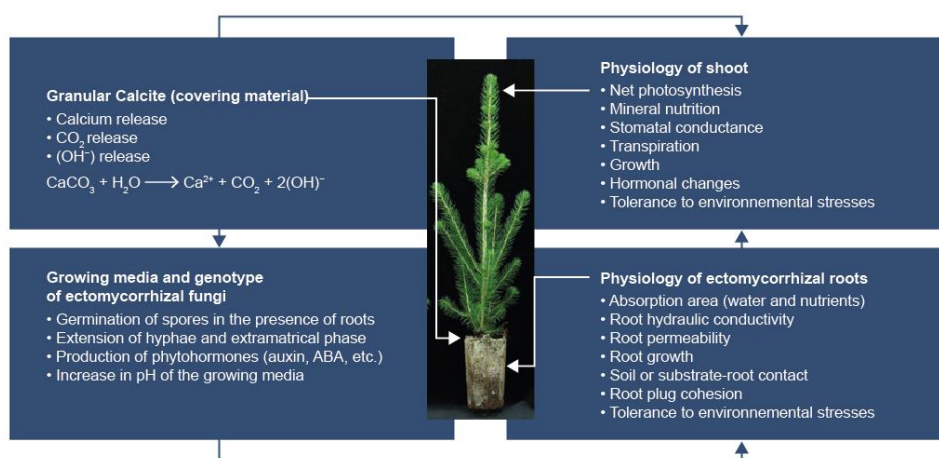 Granular Calcite (covering material)
• Calcium release
• CO₂ release
• (OH⁻) release
CaCO₃ + H₂O ⟶ Ca²⁺ + CO₂ + 2(OH)⁻
Physiology of shoot
• Net photosynthesis
• Mineral nutrition
• Stomatal conductance
• Transpiration
• Growth
• Hormonal changes
• Tolerance to environnemental stresses
Growing media and genotype
of ectomycorrhizal fungi
• Germination of spores in the presence of roots
• Extension of hyphae and extramatrical phase
• Production of phytohormones (auxin, ABA, etc.)
• Increase in pH of the growing media
Physiology of ectomycorrhizal roots
• Absorption area (water and nutrients)
• Root hydraulic conductivity
• Root permeability
• Root growth
• Soil or substrate-root contact
• Root plug cohesion
• Tolerance to environnemental stresses